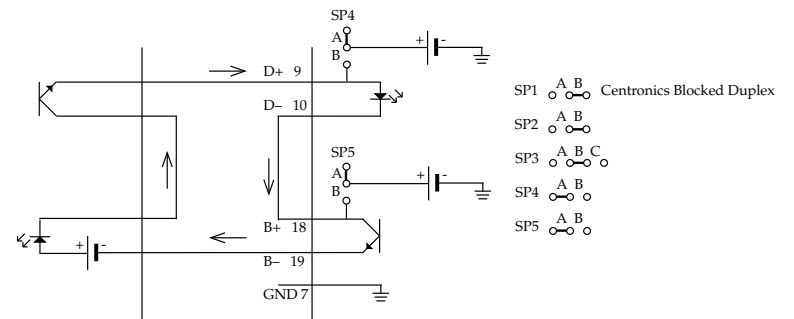 SP4
A
B
+ -
D+ 9
D– 10
SP5
A
B
+ -
B+ 18
+ -
B– 19
GND 7
SP1 A B Centronics Blocked Duplex
SP2 A B
SP3 A B C
SP4 A B
SP5 A B